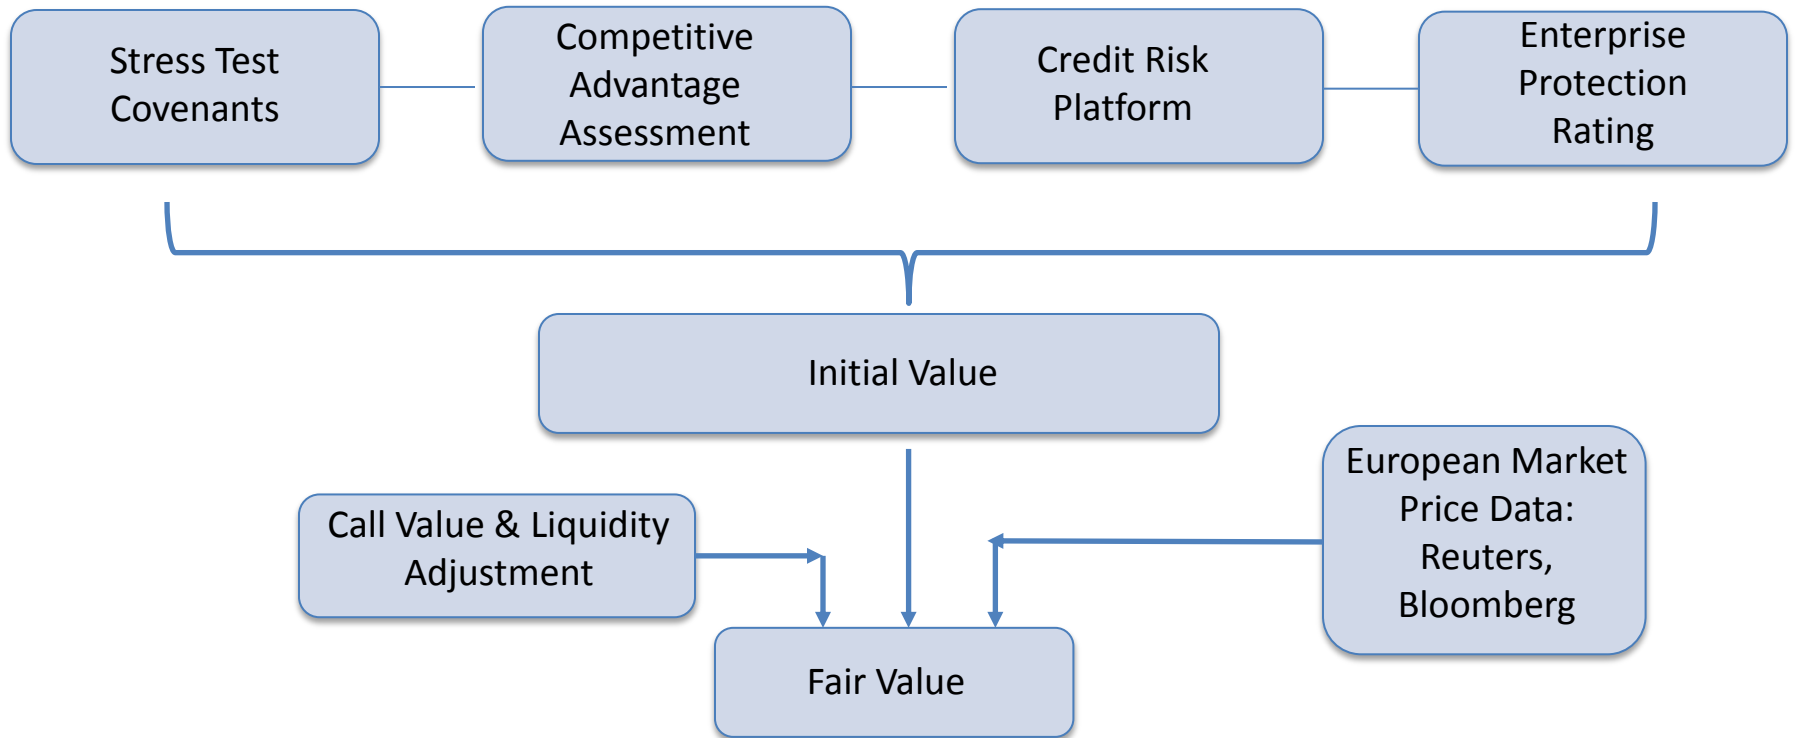 Stress Test
Covenants
Competitive
Advantage
Assessment
Credit Risk
Platform
Enterprise
Protection
Rating
Initial Value
Call Value & Liquidity
Adjustment
European Market
Price Data:
Reuters,
Bloomberg
Fair Value